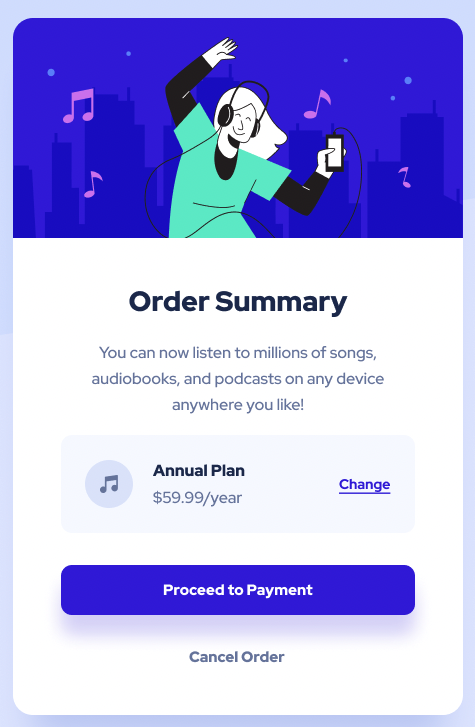 Order Summary
You can now listen to millions of songs,
audiobooks, and podcasts on any device
anywhere you like!
Annual Plan
$59.99/year
Change
Proceed to Payment
Cancel Order